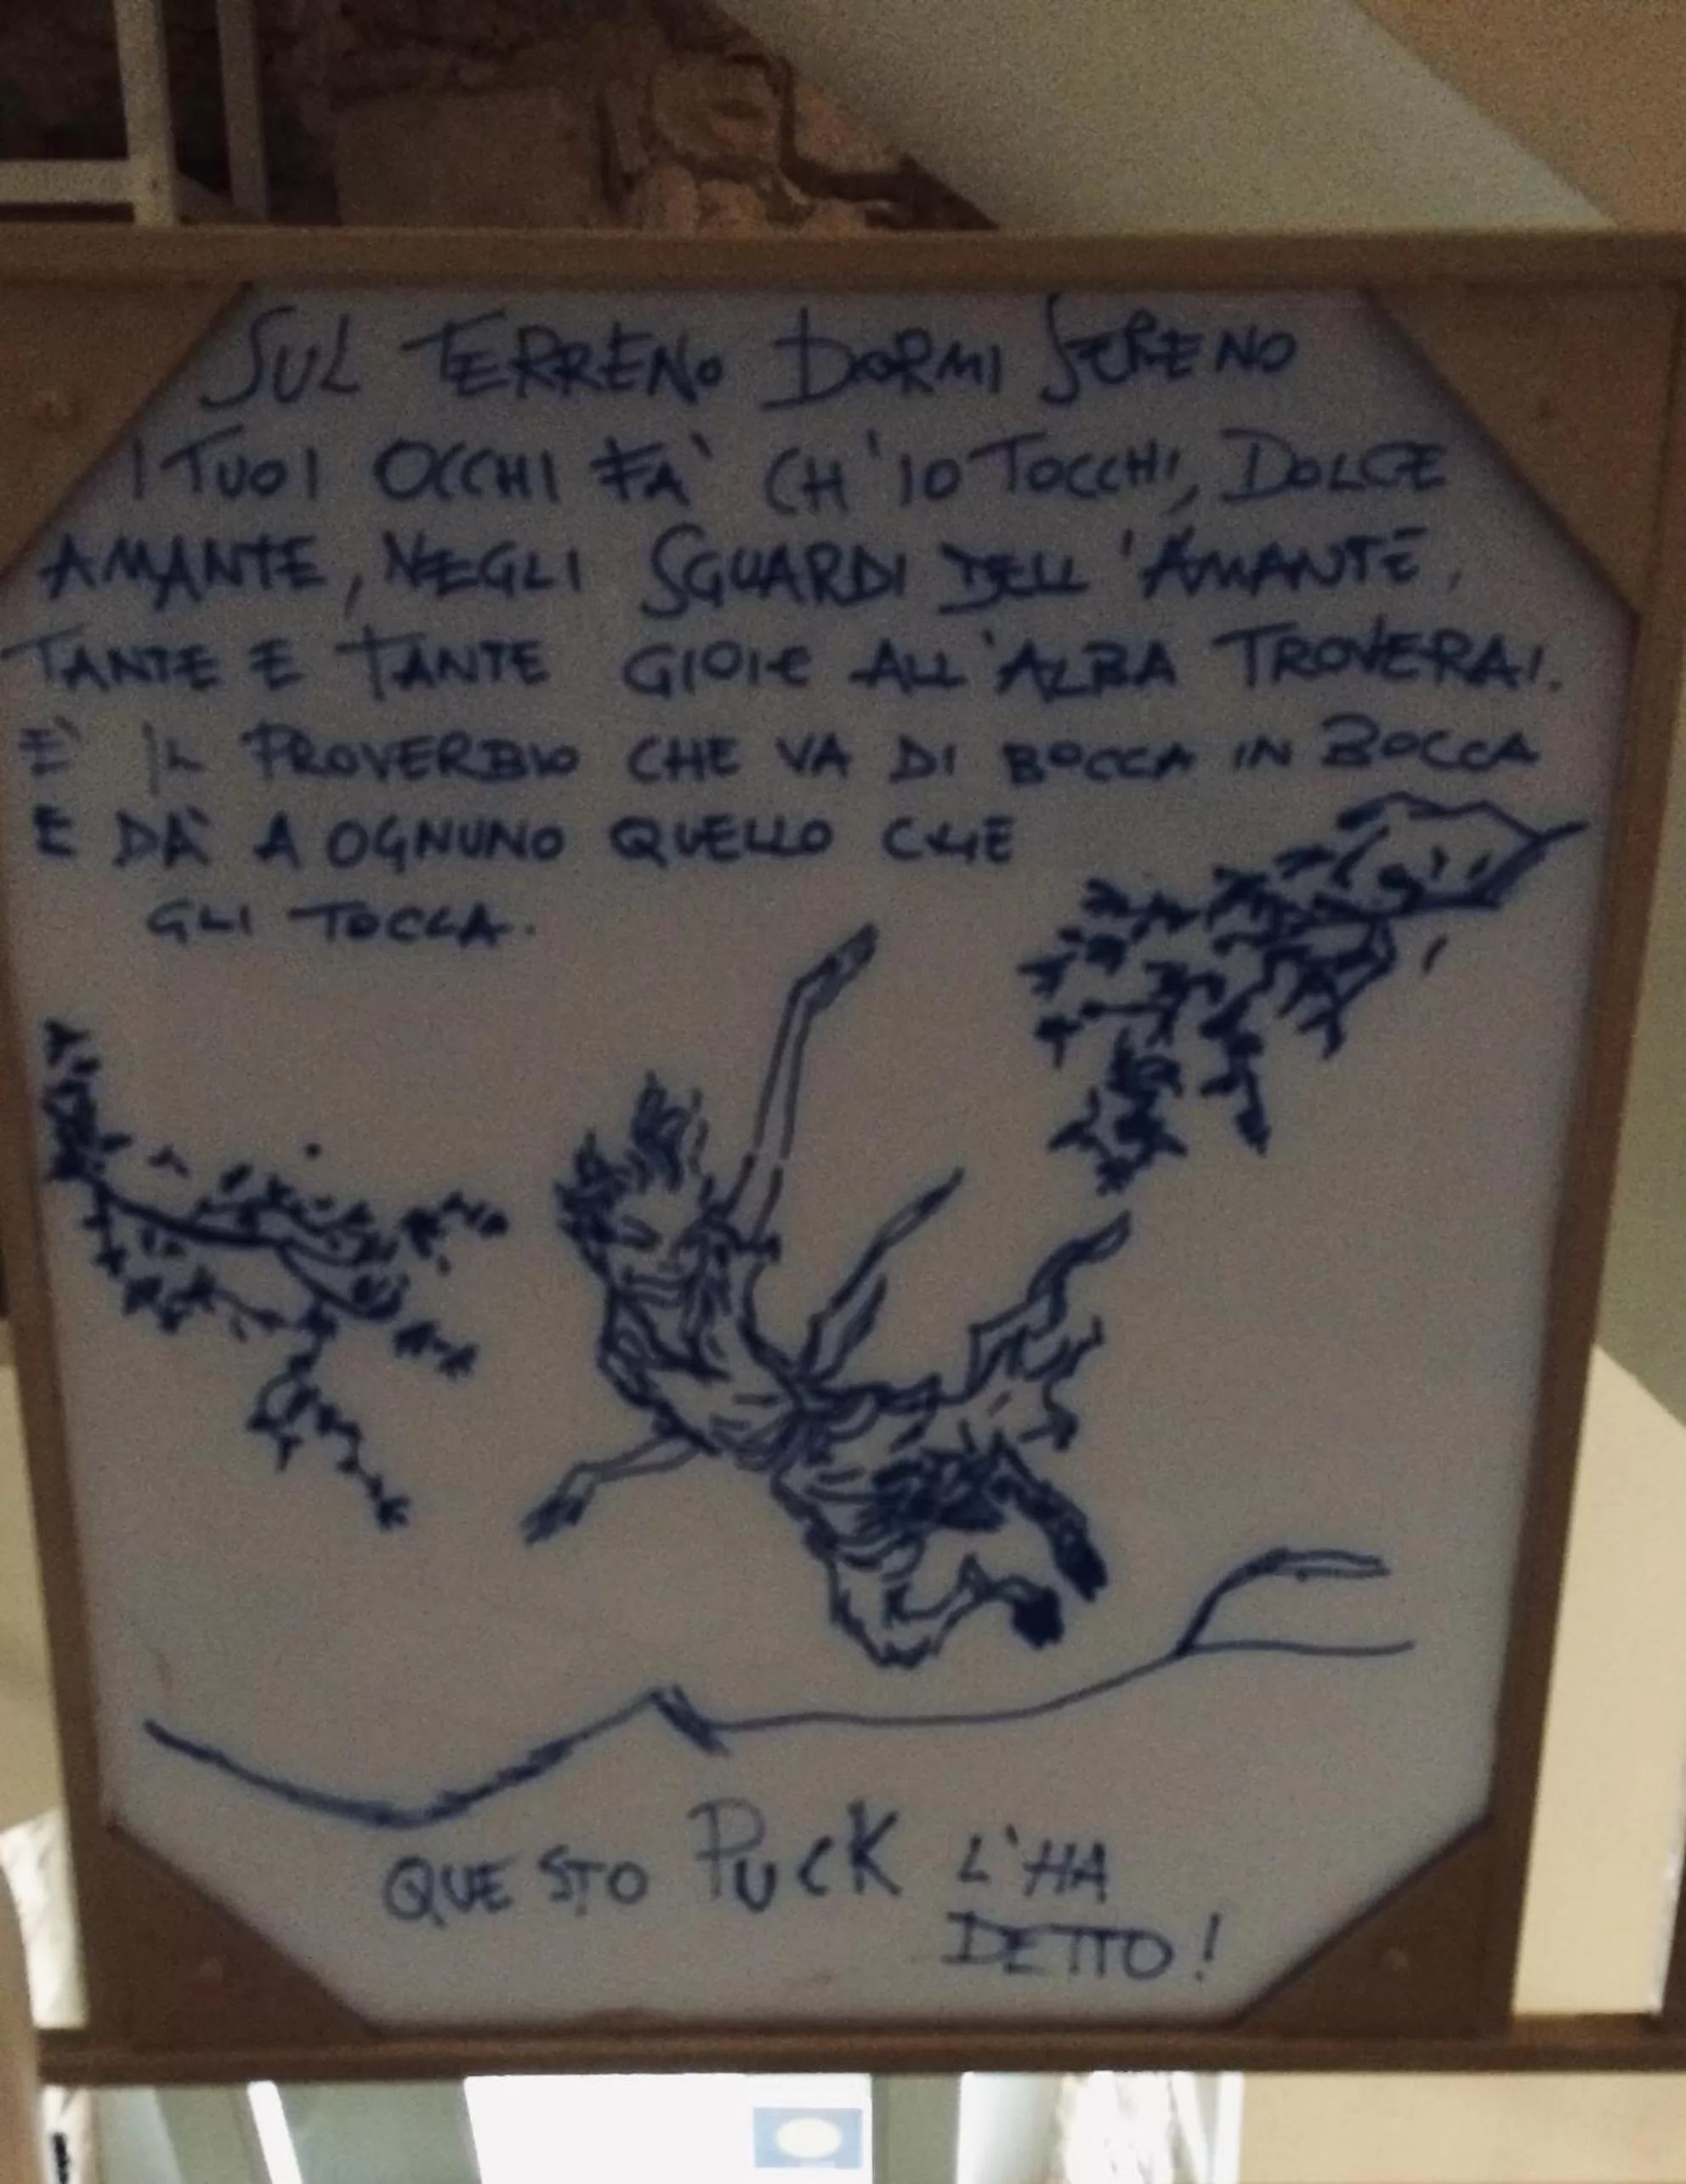 SUL TERRENO DORMI SERENO
I TUOI OCCHI FA' CH'IO TOCCHI, DOLCE
AMANTE, NEGLI SGUARDI DELL'AMANTE,
TANTE E TANTE GIOIE ALL'ALBA TROVERAI.
E' IL PROVERBIO CHE VA DI BOCCA IN BOCCA
E DÀ A OGNUNO QUELLO CHE
GLI TOCCA.
QUESTO PUCK L'HA
DETTO!